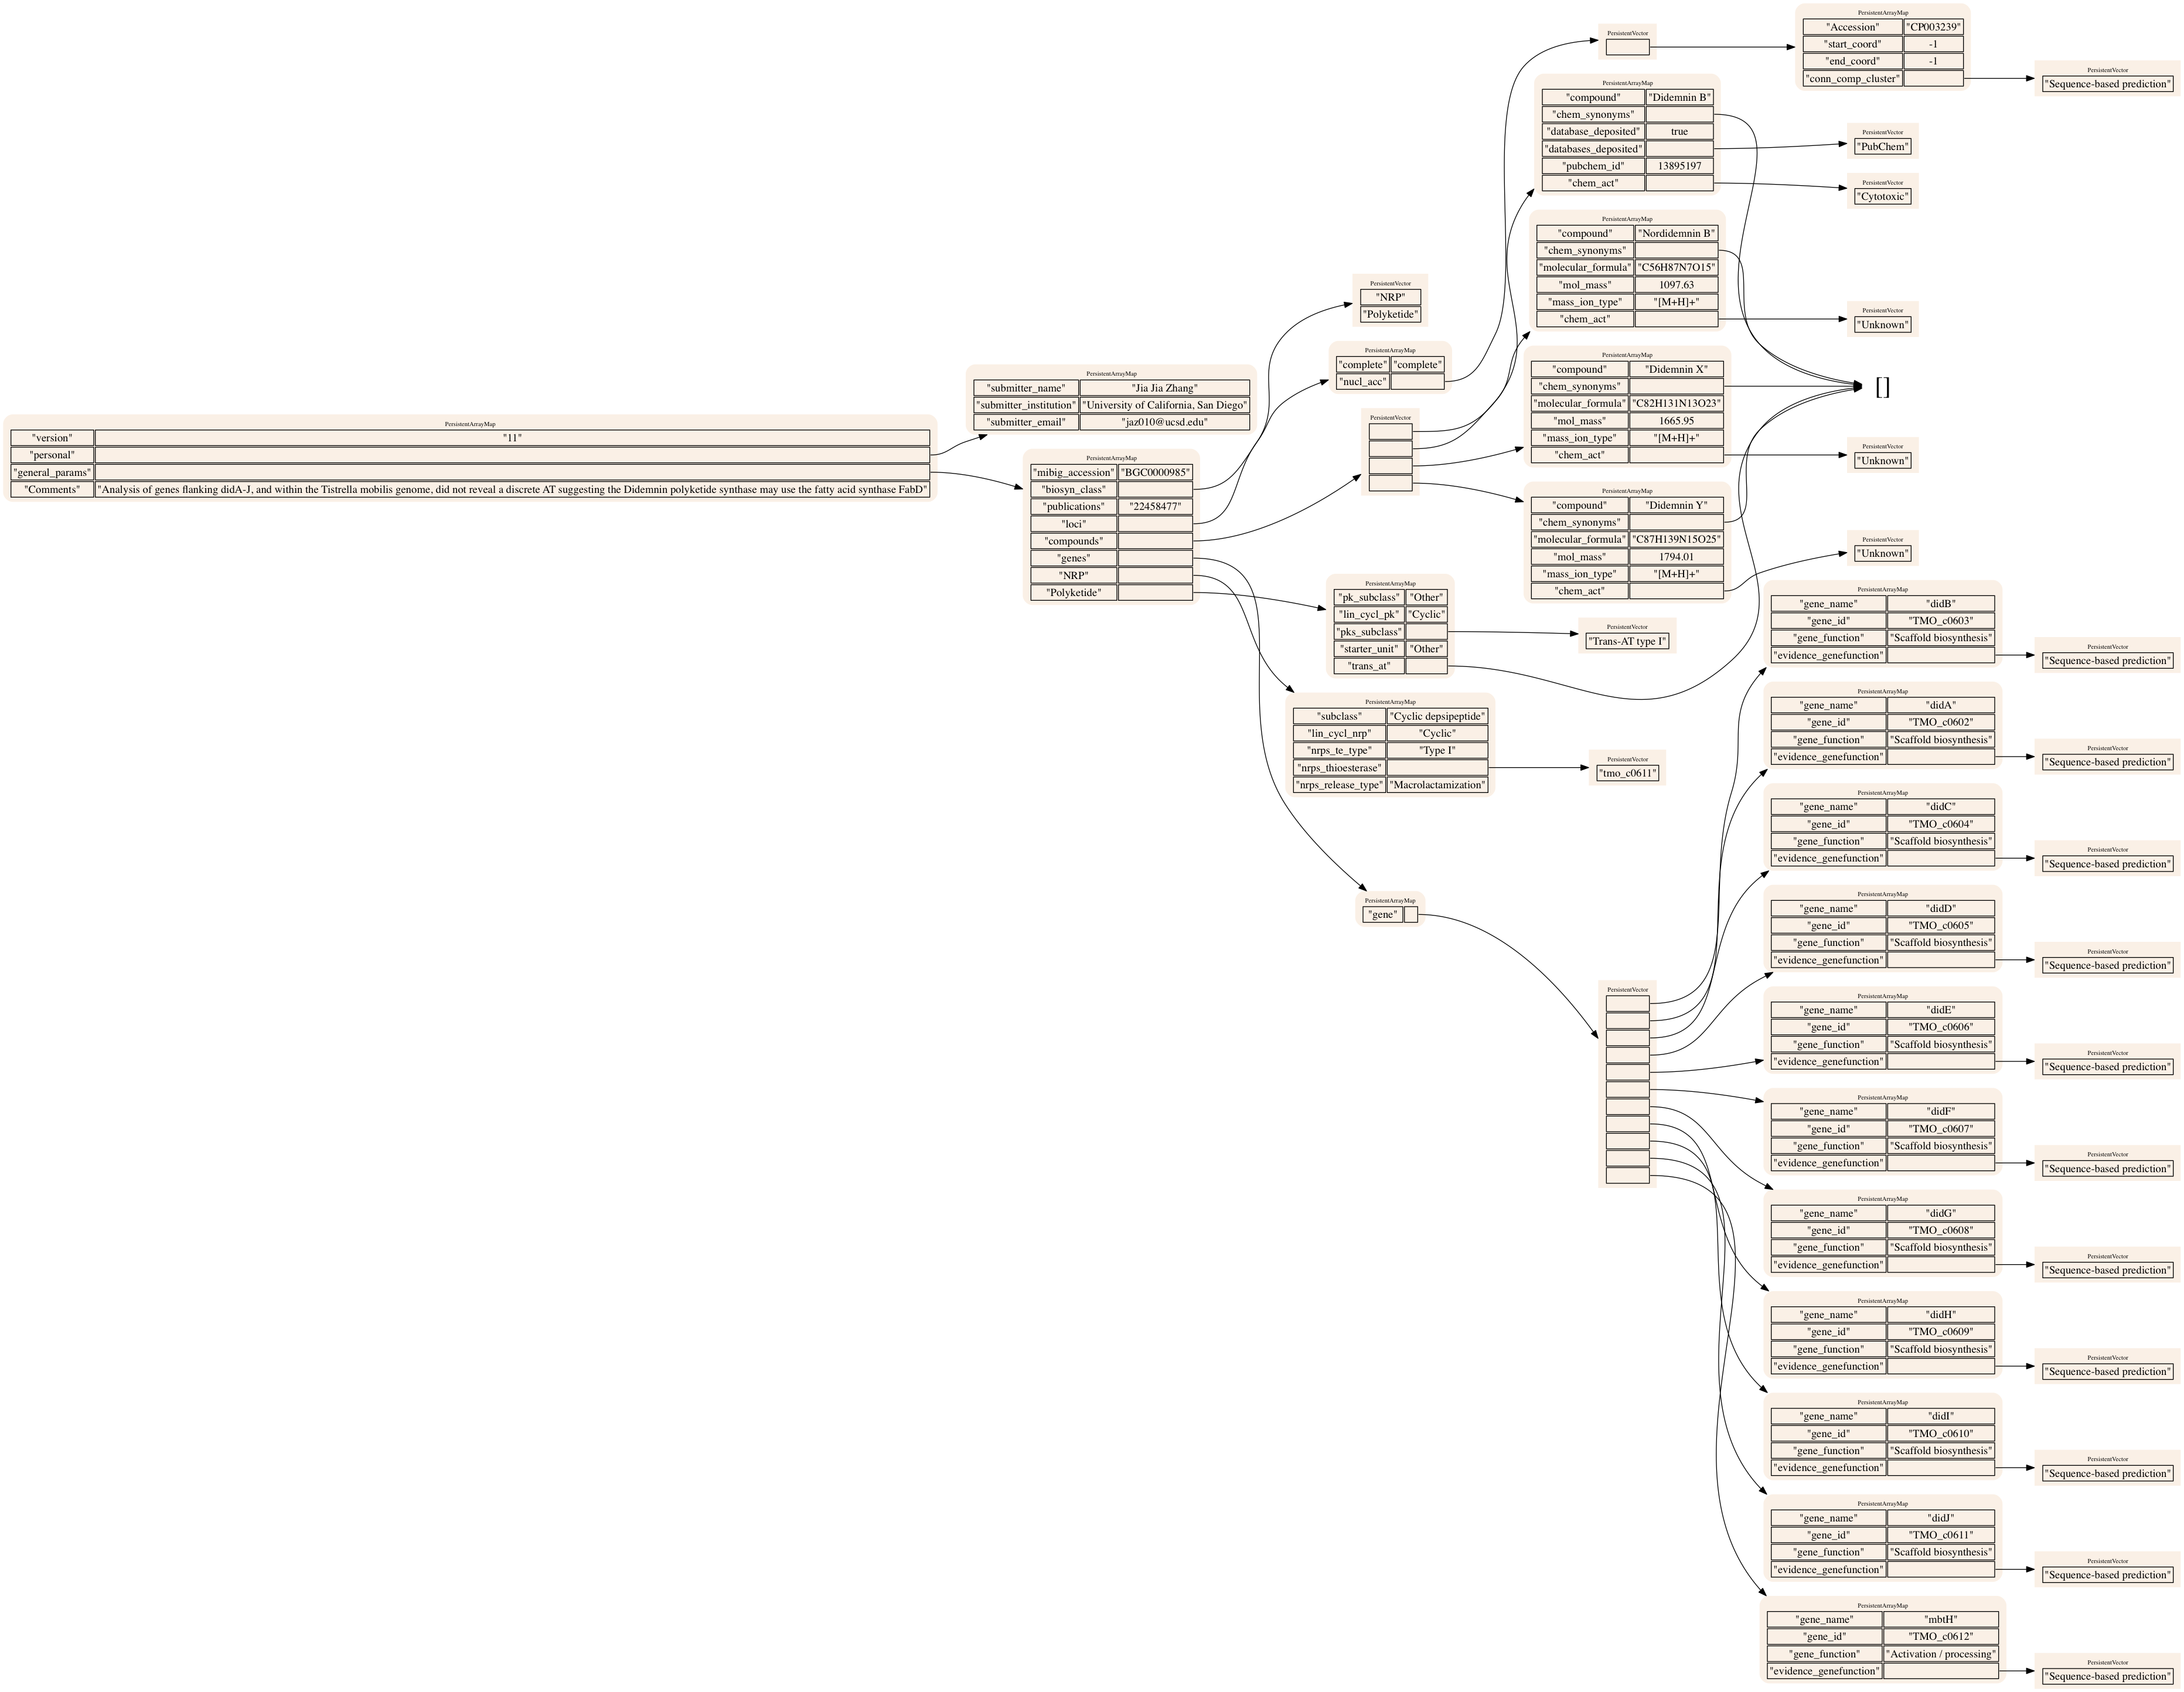 PersistentArrayMap
"version" "11"
"personal"
"general_params"
"Comments" "Analysis of genes flanking didA-J, and within the Tistrella mobilis genome, did not reveal a discrete AT suggesting the Didemnin polyketide synthase may use the fatty acid synthase FabD"
PersistentArrayMap
"submitter_name" "Jia Jia Zhang"
"submitter_institution" "University of California, San Diego"
"submitter_email" "jaz010@ucsd.edu"
PersistentArrayMap
"mibig_accession" "BGC0000985"
"biosyn_class"
"publications" "22458477"
"loci"
"compounds"
"genes"
"NRP"
"Polyketide"
PersistentVector
"NRP"
"Polyketide"
PersistentArrayMap
"complete" "complete"
"nucl_acc"
PersistentVector
PersistentArrayMap
"pk_subclass" "Other"
"lin_cycl_pk" "Cyclic"
"pks_subclass"
"starter_unit" "Other"
"trans_at"
PersistentArrayMap
"subclass" "Cyclic depsipeptide"
"lin_cycl_nrp" "Cyclic"
"nrps_te_type" "Type I"
"nrps_thioesterase"
"nrps_release_type" "Macrolactamization"
PersistentArrayMap
"gene"
PersistentVector
PersistentArrayMap
"compound" "Didemnin B"
"chem_synonyms"
"database_deposited" true
"databases_deposited"
"pubchem_id" 13895197
"chem_act"
PersistentArrayMap
"compound" "Nordidemnin B"
"chem_synonyms"
"molecular_formula" "C56H87N7O15"
"mol_mass" 1097.63
"mass_ion_type" "[M+H]+"
"chem_act"
PersistentArrayMap
"compound" "Didemnin X"
"chem_synonyms"
"molecular_formula" "C82H131N13O23"
"mol_mass" 1665.95
"mass_ion_type" "[M+H]+"
"chem_act"
PersistentArrayMap
"compound" "Didemnin Y"
"chem_synonyms"
"molecular_formula" "C87H139N15O25"
"mol_mass" 1794.01
"mass_ion_type" "[M+H]+"
"chem_act"
PersistentVector
"Trans-AT type I"
PersistentVector
"tmo_c0611"
PersistentVector
PersistentArrayMap
"Accession" "CP003239"
"start_coord" -1
"end_coord" -1
"conn_comp_cluster"
PersistentVector
"Sequence-based prediction"
PersistentVector
"PubChem"
PersistentVector
"Cytotoxic"
PersistentVector
"Unknown"
[]
PersistentVector
"Unknown"
PersistentVector
"Unknown"
PersistentArrayMap
"gene_name" "didB"
"gene_id" "TMO_c0603"
"gene_function" "Scaffold biosynthesis"
"evidence_genefunction"
PersistentVector
"Sequence-based prediction"
PersistentArrayMap
"gene_name" "didA"
"gene_id" "TMO_c0602"
"gene_function" "Scaffold biosynthesis"
"evidence_genefunction"
PersistentVector
"Sequence-based prediction"
PersistentArrayMap
"gene_name" "didC"
"gene_id" "TMO_c0604"
"gene_function" "Scaffold biosynthesis"
"evidence_genefunction"
PersistentVector
"Sequence-based prediction"
PersistentArrayMap
"gene_name" "didD"
"gene_id" "TMO_c0605"
"gene_function" "Scaffold biosynthesis"
"evidence_genefunction"
PersistentVector
"Sequence-based prediction"
PersistentArrayMap
"gene_name" "didE"
"gene_id" "TMO_c0606"
"gene_function" "Scaffold biosynthesis"
"evidence_genefunction"
PersistentVector
"Sequence-based prediction"
PersistentArrayMap
"gene_name" "didF"
"gene_id" "TMO_c0607"
"gene_function" "Scaffold biosynthesis"
"evidence_genefunction"
PersistentVector
"Sequence-based prediction"
PersistentArrayMap
"gene_name" "didG"
"gene_id" "TMO_c0608"
"gene_function" "Scaffold biosynthesis"
"evidence_genefunction"
PersistentVector
"Sequence-based prediction"
PersistentArrayMap
"gene_name" "didH"
"gene_id" "TMO_c0609"
"gene_function" "Scaffold biosynthesis"
"evidence_genefunction"
PersistentVector
"Sequence-based prediction"
PersistentArrayMap
"gene_name" "didI"
"gene_id" "TMO_c0610"
"gene_function" "Scaffold biosynthesis"
"evidence_genefunction"
PersistentVector
"Sequence-based prediction"
PersistentArrayMap
"gene_name" "didJ"
"gene_id" "TMO_c0611"
"gene_function" "Scaffold biosynthesis"
"evidence_genefunction"
PersistentVector
"Sequence-based prediction"
PersistentArrayMap
"gene_name" "mbtH"
"gene_id" "TMO_c0612"
"gene_function" "Activation / processing"
"evidence_genefunction"
PersistentVector
"Sequence-based prediction"